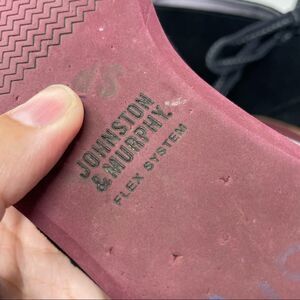 JOHNSTON
& MURPHY.
FLEX SYSTEM